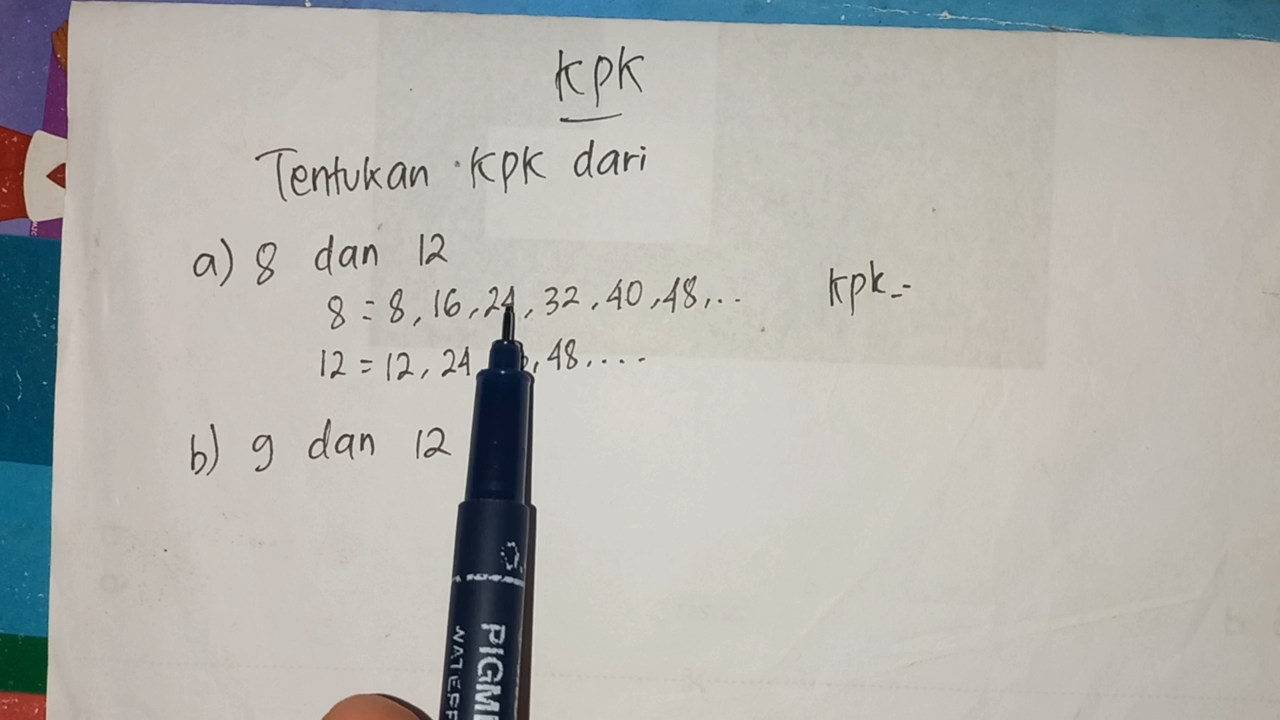 KPK
Tentukan KPK dari
a) 8 dan 12
8 = 8, 16, 24, 32, 40, 48, ..
KPK =
12 = 12, 24 , 48, ....
b) 9 dan 12
PIGM
WATER